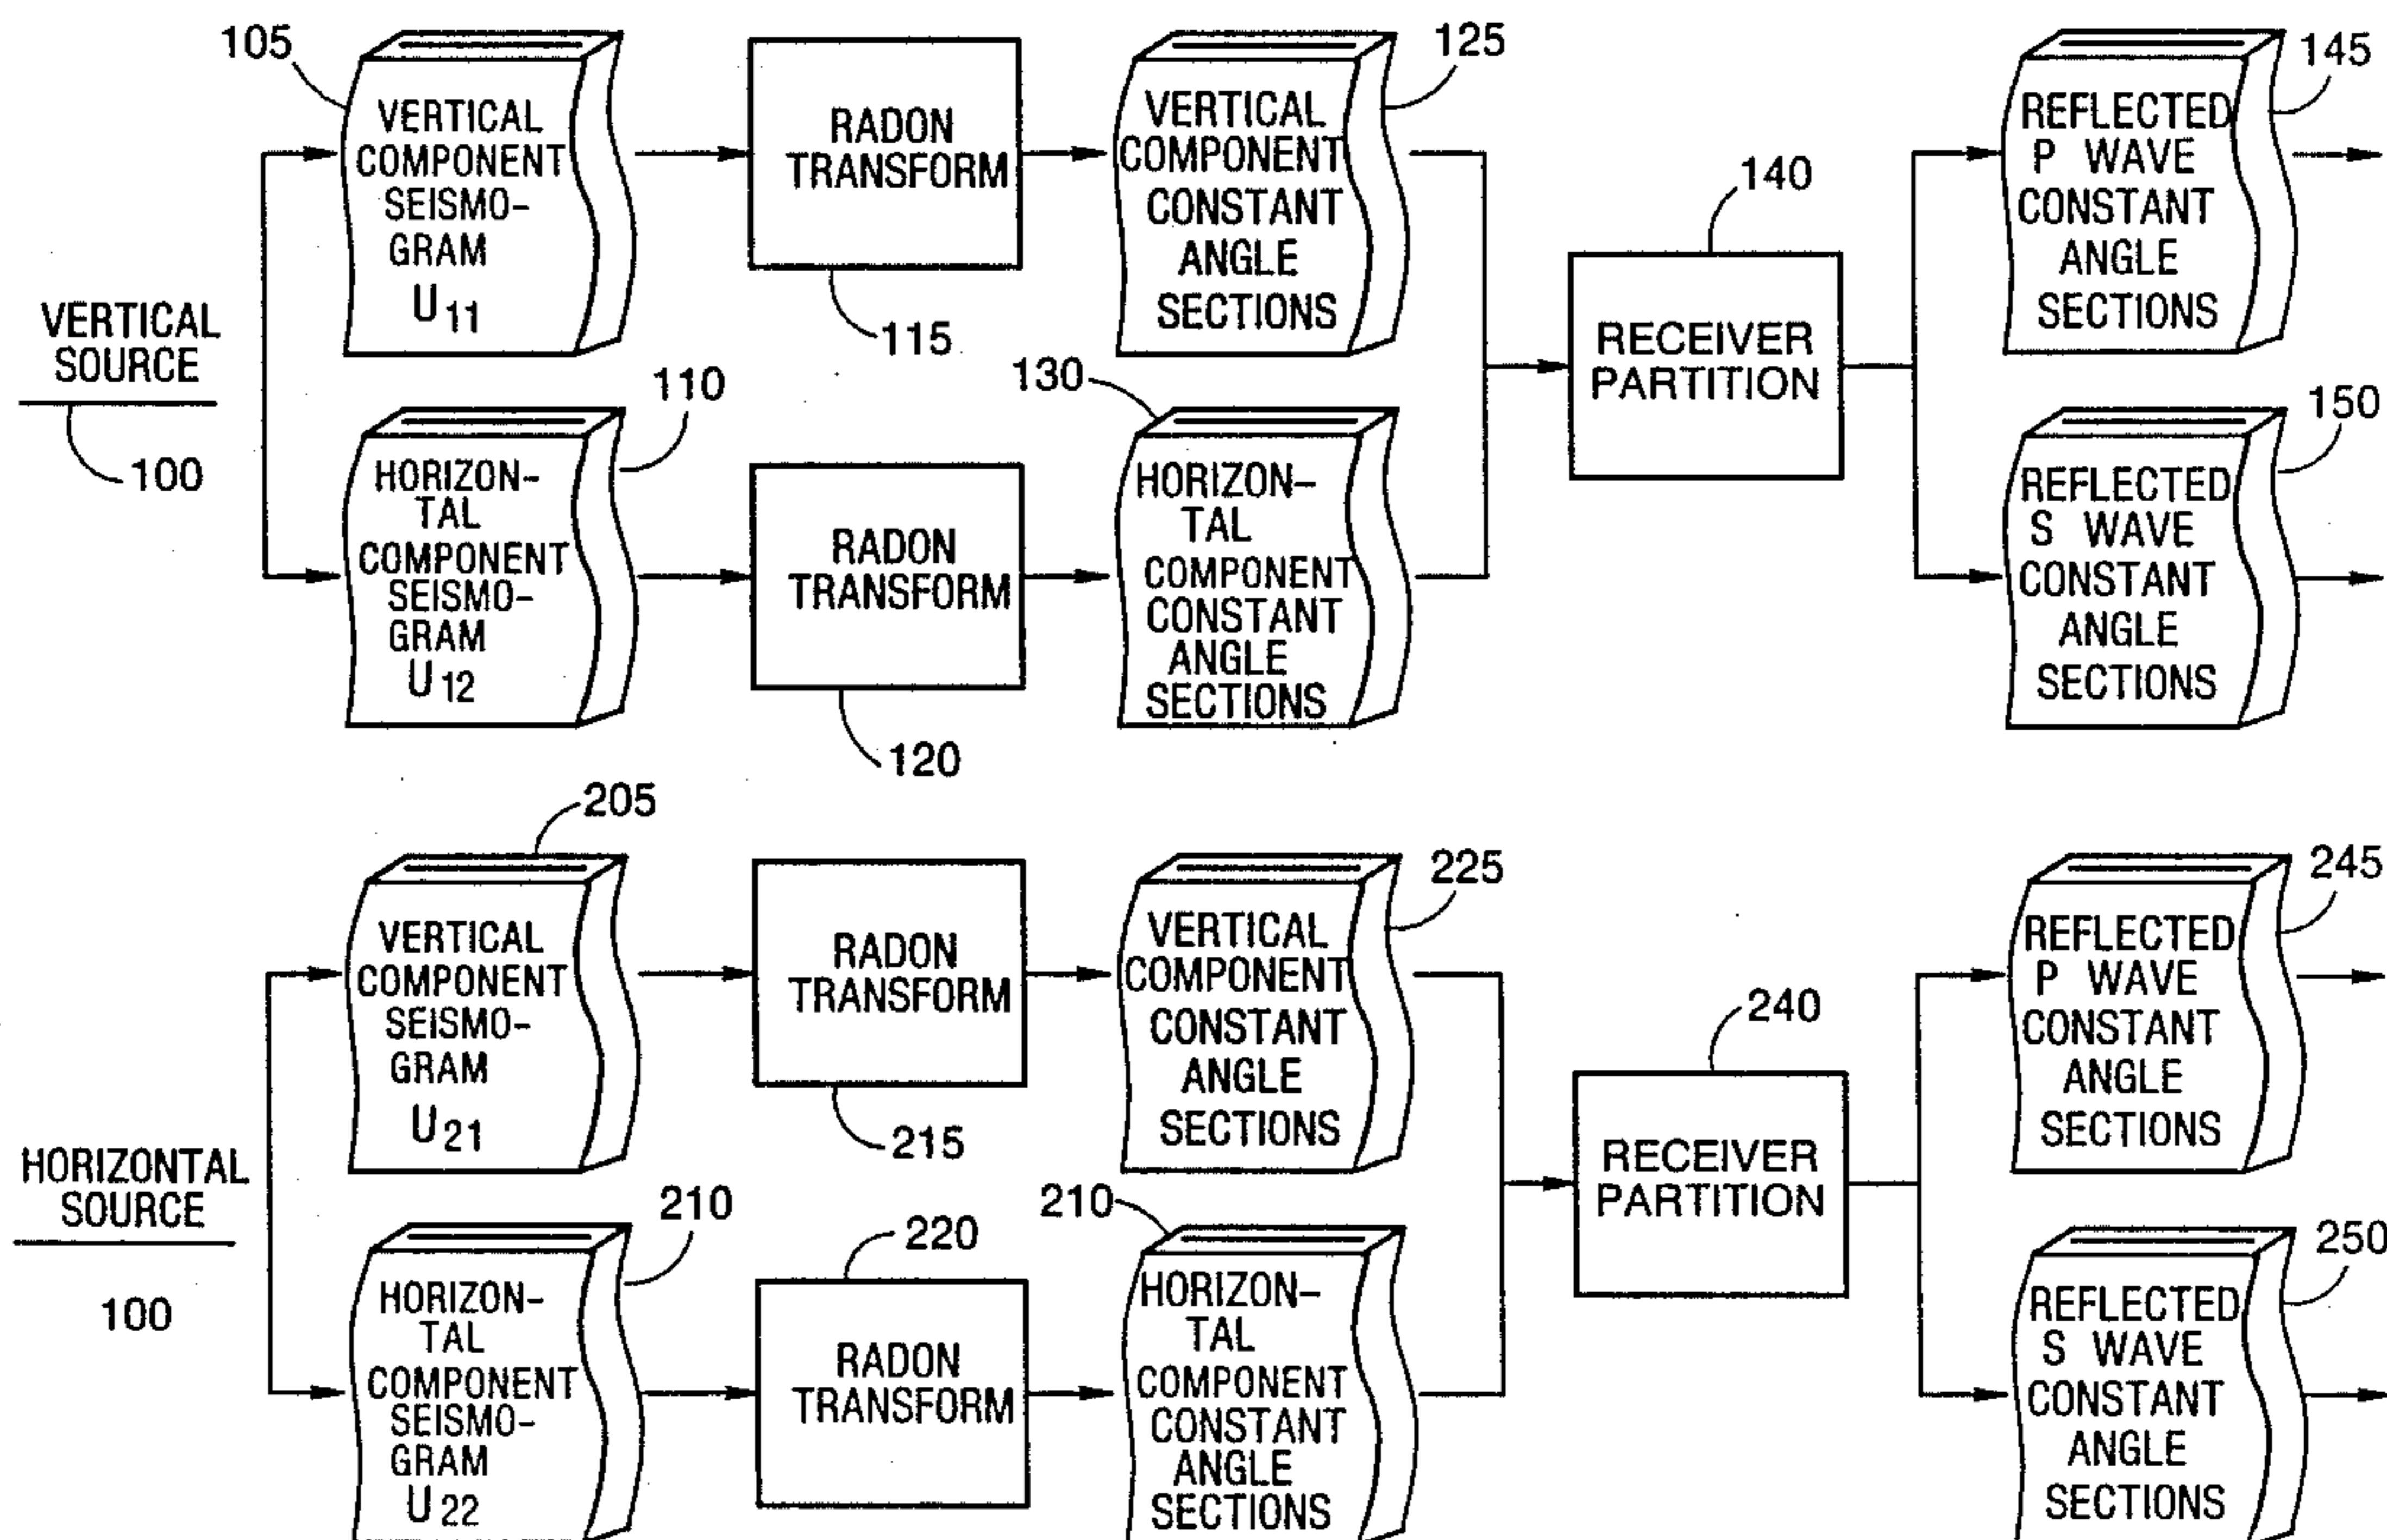 105
VERTICAL
COMPONENT
SEISMO-
GRAM
U11
RADON
TRANSFORM
115
125
VERTICAL
COMPONENT
CONSTANT
ANGLE
SECTIONS
145
REFLECTED
P WAVE
CONSTANT
ANGLE
SECTIONS
VERTICAL
SOURCE
100
140
RECEIVER
PARTITION
110
HORIZON-
TAL
COMPONENT
SEISMO-
GRAM
U12
RADON
TRANSFORM
120
130
HORIZON-
TAL
COMPONENT
CONSTANT
ANGLE
SECTIONS
150
REFLECTED
S WAVE
CONSTANT
ANGLE
SECTIONS
205
VERTICAL
COMPONENT
SEISMO-
GRAM
U21
RADON
TRANSFORM
215
225
VERTICAL
COMPONENT
CONSTANT
ANGLE
SECTIONS
245
REFLECTED
P WAVE
CONSTANT
ANGLE
SECTIONS
HORIZONTAL
SOURCE
100
240
RECEIVER
PARTITION
210
HORIZON-
TAL
COMPONENT
SEISMO-
GRAM
U22
220
RADON
TRANSFORM
210
HORIZON-
TAL
COMPONENT
CONSTANT
ANGLE
SECTIONS
250
REFLECTED
S WAVE
CONSTANT
ANGLE
SECTIONS